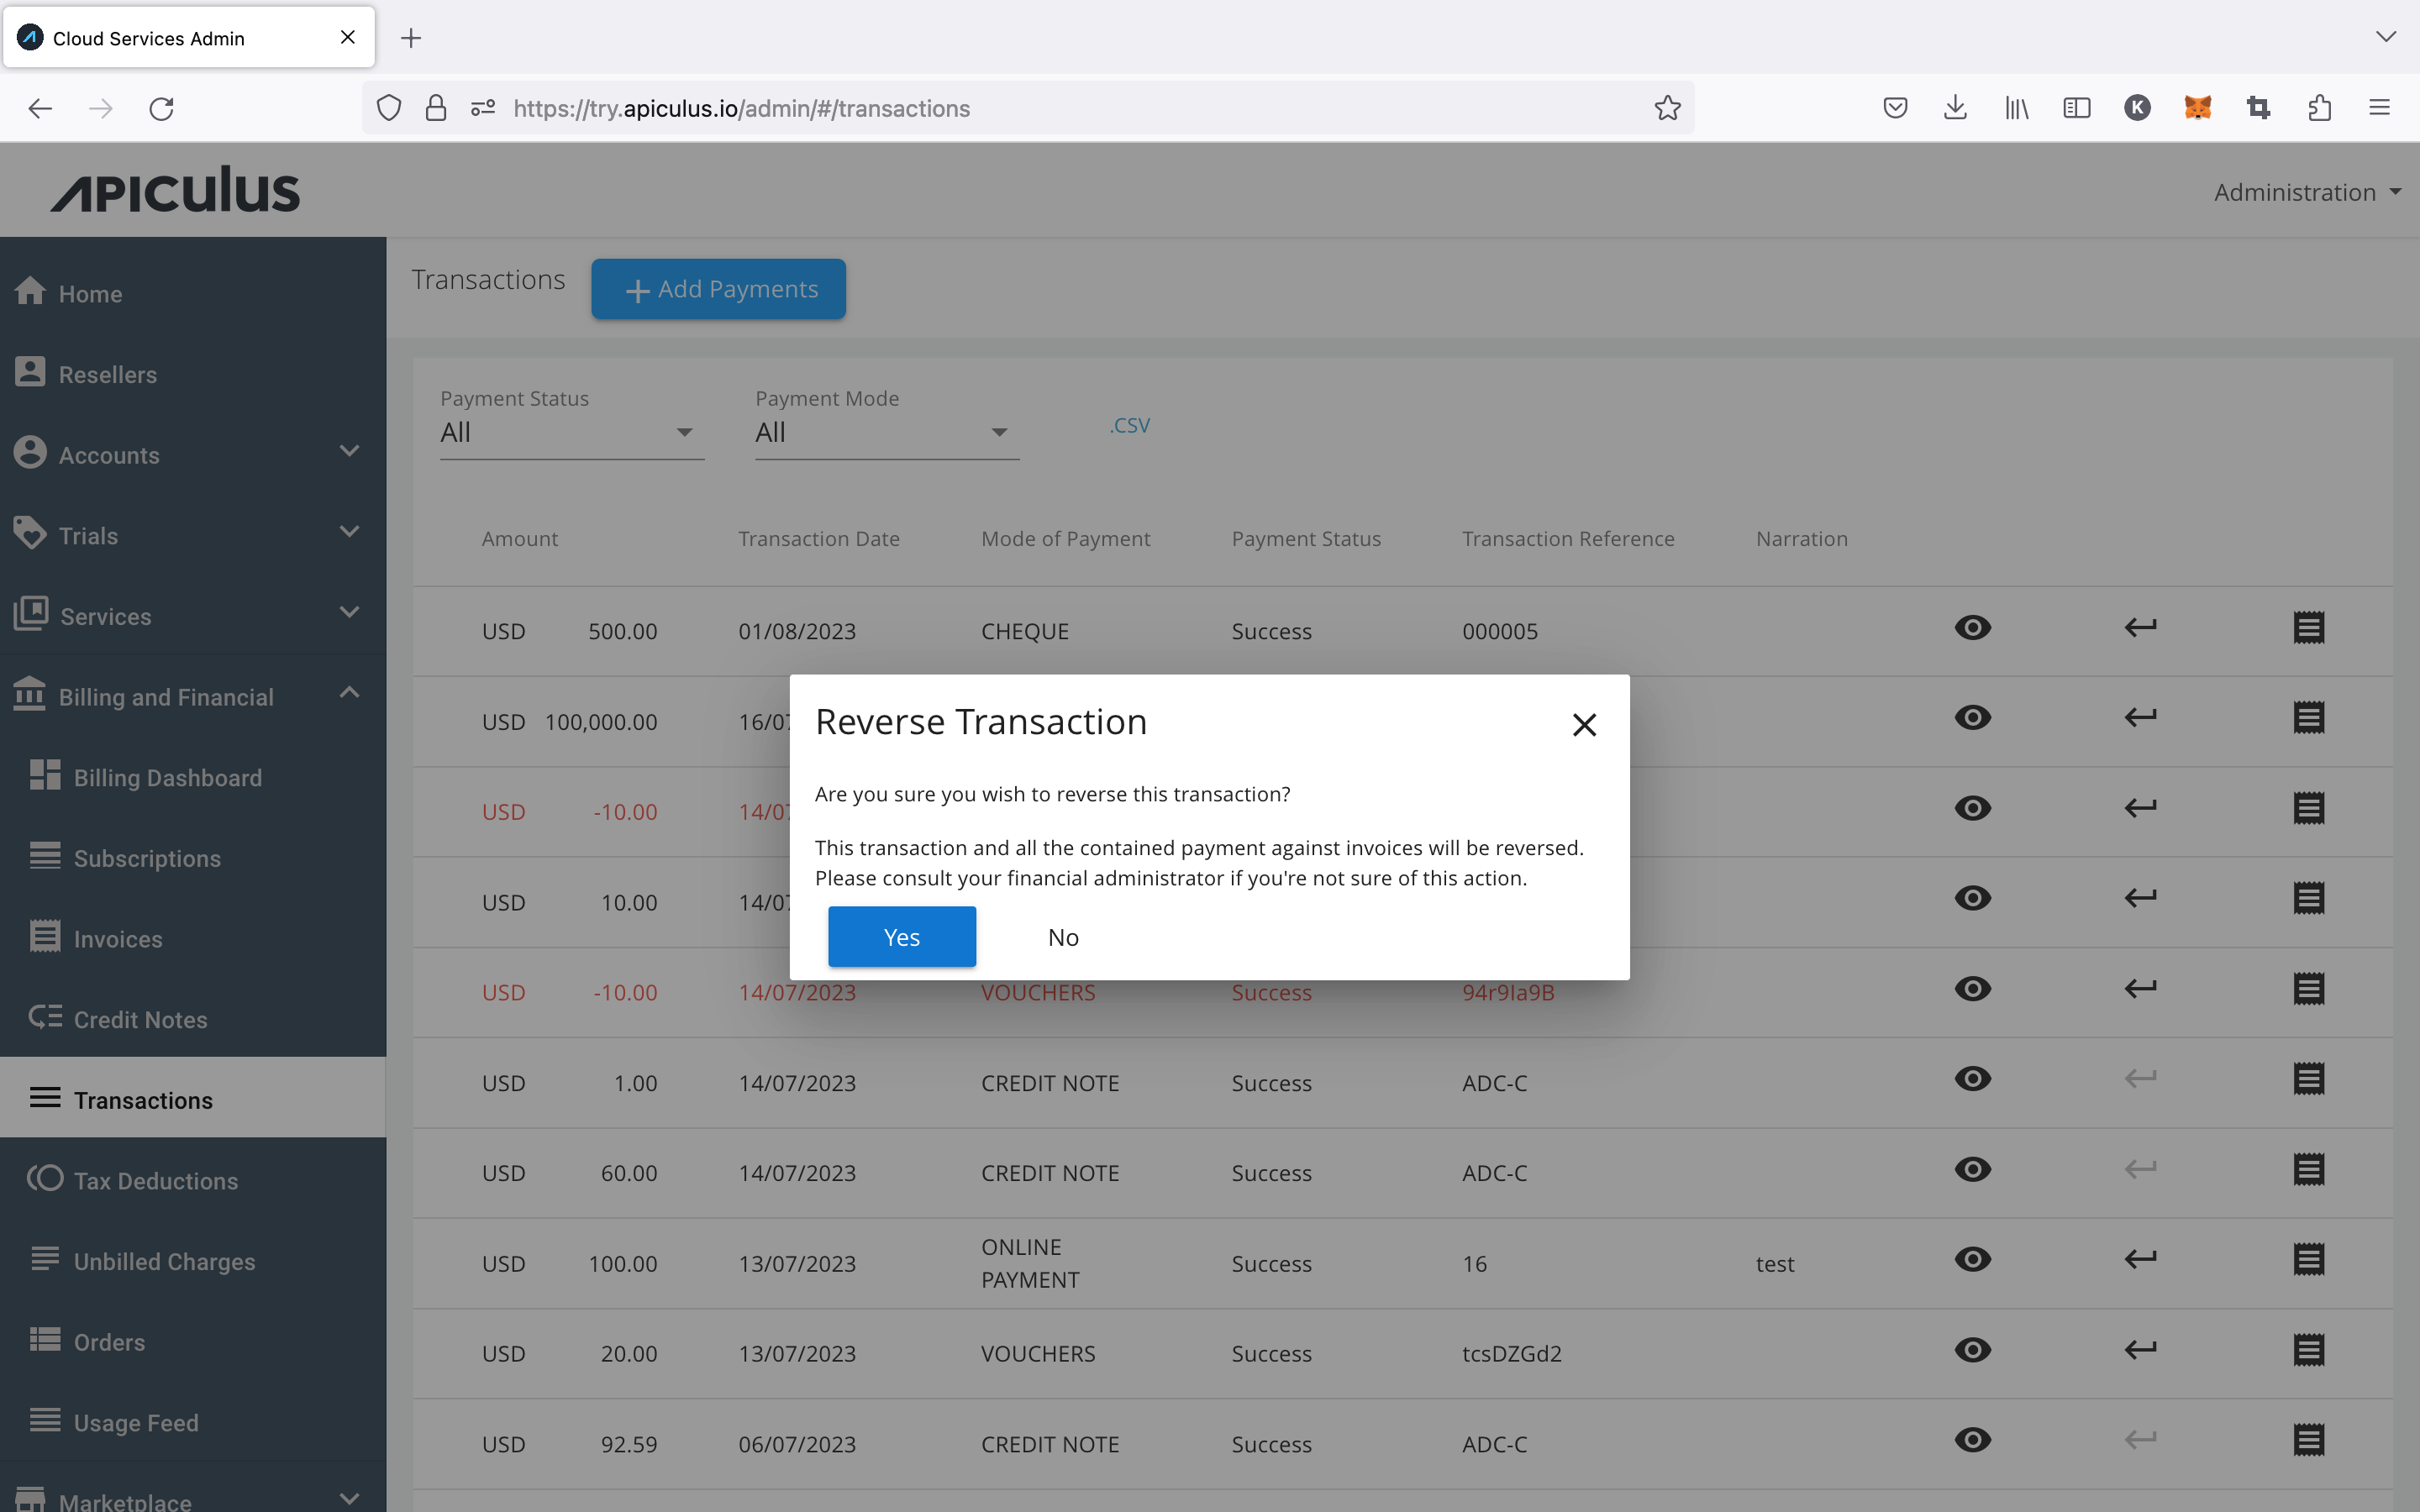 Cloud Services Admin
https://try.apiculus.io/admin/#/transactions
K
APICULUS
Administration
Home
Resellers
Accounts
Trials
Services
Billing and Financial
Billing Dashboard
Subscriptions
Invoices
Credit Notes
Transactions
Tax Deductions
Unbilled Charges
Orders
Usage Feed
Marketplace
Transactions
Add Payments
Payment Status
All
Payment Mode
All
.CSV
Amount Transaction Date Mode of Payment Payment Status Transaction Reference Narration
USD 500.00 01/08/2023 CHEQUE Success 000005
USD 100,000.00 16/07
USD -10.00 14/07
USD 10.00 14/07
USD -10.00 14/07/2023 VOUCHERS Success
USD 1.00 14/07/2023 CREDIT NOTE Success ADC-C
USD 60.00 14/07/2023 CREDIT NOTE Success ADC-C
USD 100.00 13/07/2023 ONLINE PAYMENT Success 16 test
USD 20.00 13/07/2023 VOUCHERS Success tcsDZGd2
USD 92.59 06/07/2023 CREDIT NOTE Success ADC-C
Reverse Transaction
Are you sure you wish to reverse this transaction?
This transaction and all the contained payment against invoices will be reversed.
Please consult your financial administrator if you're not sure of this action.
Yes
No